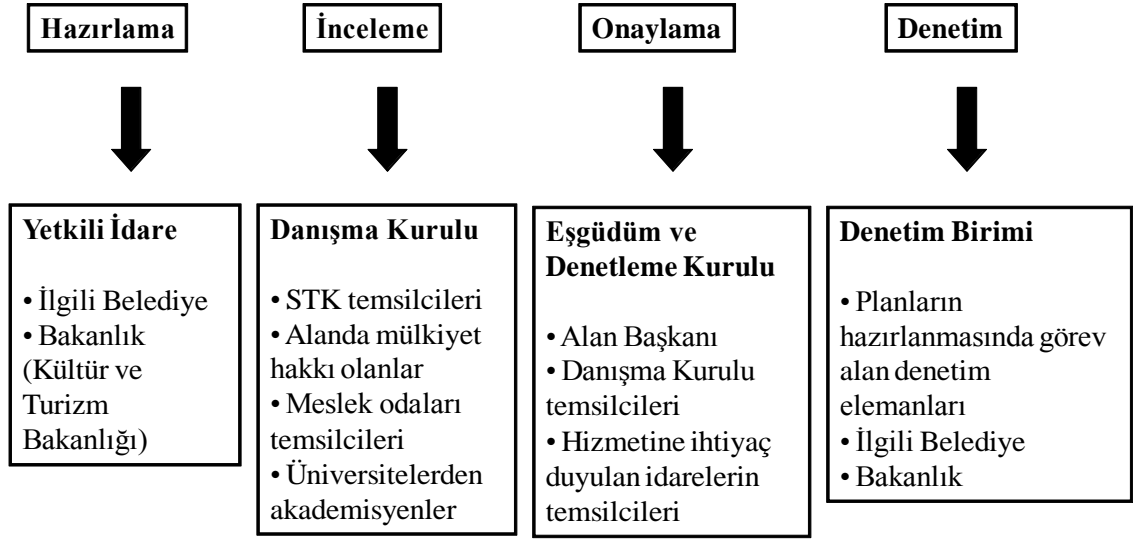 Hazırlama
İnceleme
Onaylama
Denetim
Yetkili İdare
• İlgili Belediye
• Bakanlık
(Kültür ve
Turizm
Bakanlığı)
Danışma Kurulu
• STK temsilcileri
• Alanda mülkiyet
hakkı olanlar
• Meslek odaları
temsilcileri
• Üniversitelerden
akademisyenler
Eşgüdüm ve
Denetleme Kurulu
• Alan Başkanı
• Danışma Kurulu
temsilcileri
• Hizmetine ihtiyaç
duyulan idarelerin
temsilcileri
Denetim Birimi
• Planların
hazırlanmasında görev
alan denetim
elemanları
• İlgili Belediye
• Bakanlık